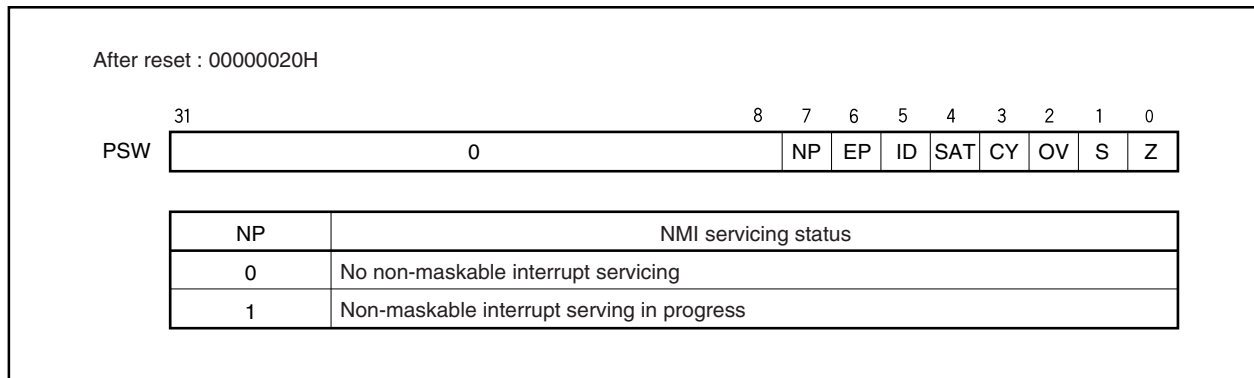 After reset : 00000020H
31 8 7 6 5 4 3 2 1 0
PSW 0 NP EP ID SAT CY OV S Z
NP NMI servicing status
0 No non-maskable interrupt servicing
1 Non-maskable interrupt serving in progress